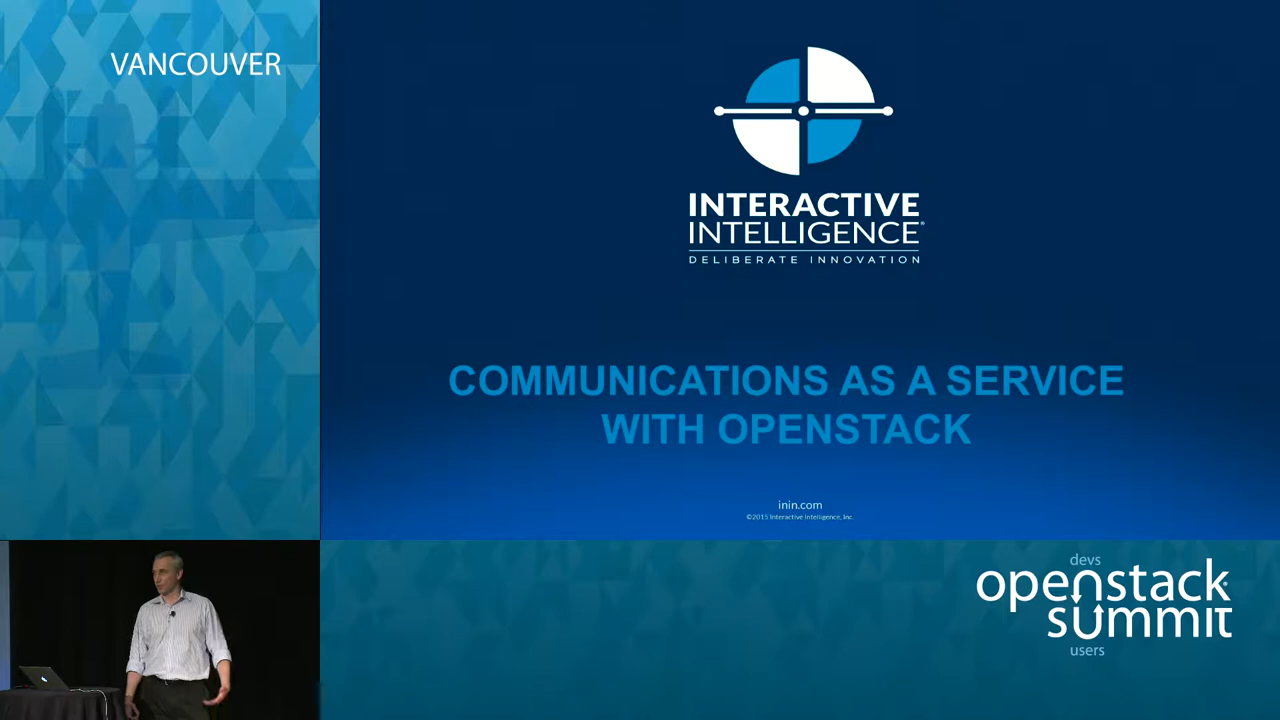 VANCOUVER
INTERACTIVE
INTELLIGENCE®
DELIBERATE INNOVATION
COMMUNICATIONS AS A SERVICE
WITH OPENSTACK
inin.com
©2015 Interactive Intelligence, Inc.
devs
openstack
summit
users